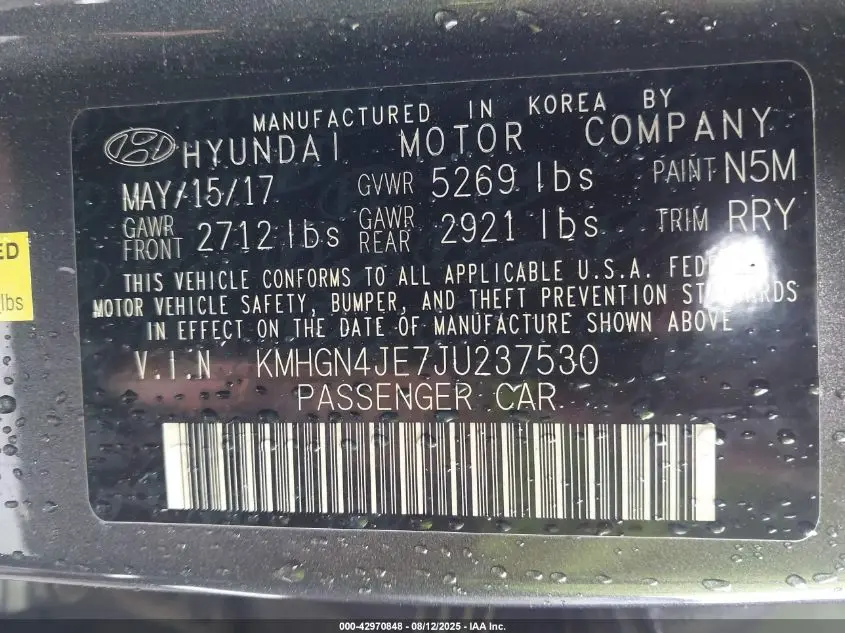 MANUFACTURED IN KOREA BY
HYUNDAI MOTOR COMPANY
MAY/15/17 GVWR 5269 lbs PAINT N5M
GAWR FRONT 2712 lbs GAWR REAR 2921 lbs TRIM RRY
THIS VEHICLE CONFORMS TO ALL APPLICABLE U.S.A. FEDERAL
MOTOR VEHICLE SAFETY, BUMPER, AND THEFT PREVENTION STANDARDS
IN EFFECT ON THE DATE OF MANUFACTURE SHOWN ABOVE
V.I.N KMHGN4JE7JU237530
PASSENGER CAR
lbs
000-42970848 - 08/12/2025 - IAA Inc.